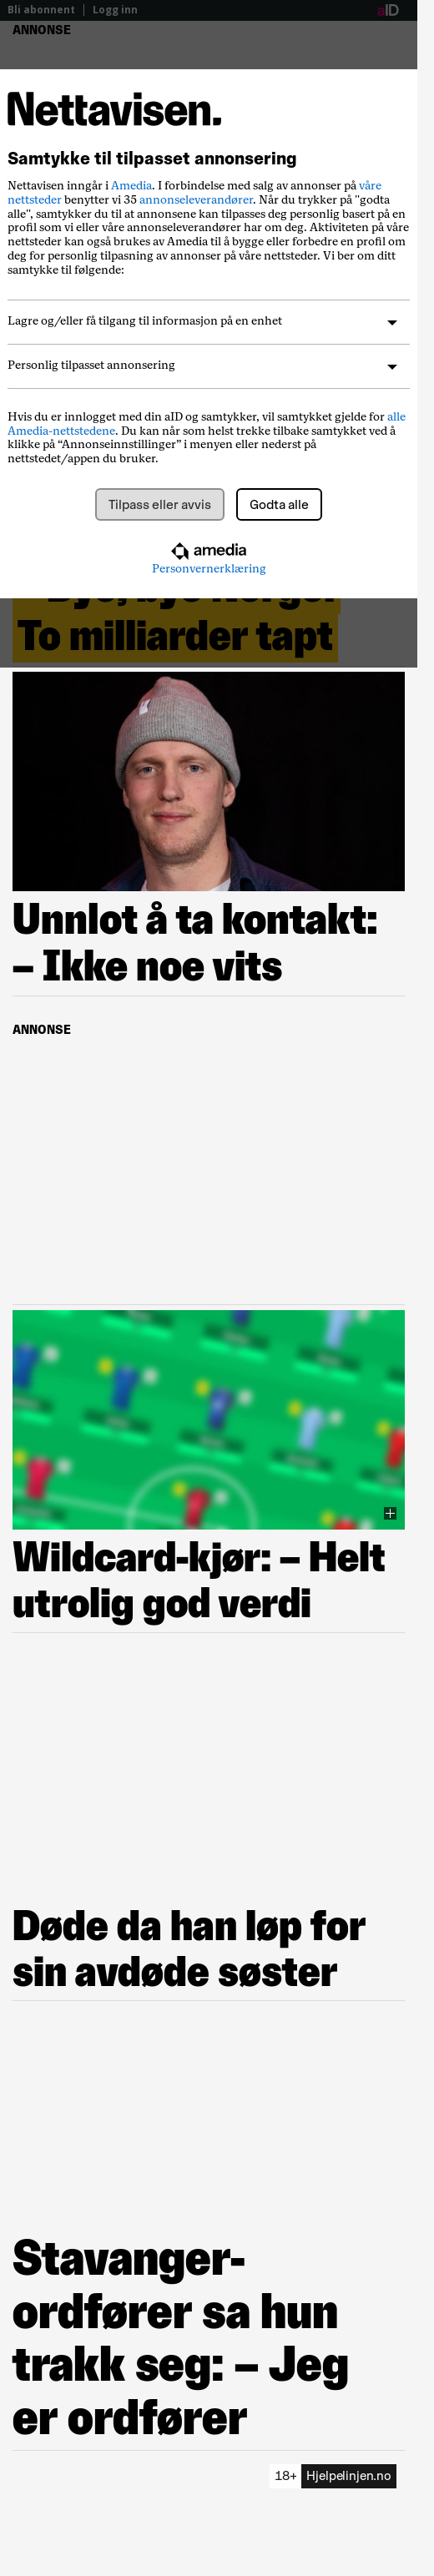 Bli abonnent | Logg inn
aID
ANNONSE
Nettavisen.
Samtykke til tilpasset annonsering
Nettavisen inngår i Amedia. I forbindelse med salg av annonser på våre
nettsteder benytter vi 35 annonseleverandører. Når du trykker på "godta
alle", samtykker du til at annonsene kan tilpasses deg personlig basert på en
profil som vi eller våre annonseleverandører har om deg. Aktiviteten på våre
nettsteder kan også brukes av Amedia til å bygge eller forbedre en profil om
deg for personlig tilpasning av annonser på våre nettsteder. Vi ber om ditt
samtykke til følgende:
Lagre og/eller få tilgang til informasjon på en enhet
Personlig tilpasset annonsering
Hvis du er innlogget med din aID og samtykker, vil samtykket gjelde for alle
Amedia-nettstedene. Du kan når som helst trekke tilbake samtykket ved å
klikke på “Annonseinnstillinger” i menyen eller nederst på
nettstedet/appen du bruker.
Tilpass eller avvis
Godta alle
amedia
Personvernerklæring
To milliarder tapt
Unnlot å ta kontakt:
– Ikke noe vits
ANNONSE
Wildcard-kjør: – Helt
utrolig god verdi
Døde da han løp for
sin avdøde søster
Stavanger-
ordfører sa hun
trakk seg: – Jeg
er ordfører
18+ Hjelpelinjen.no